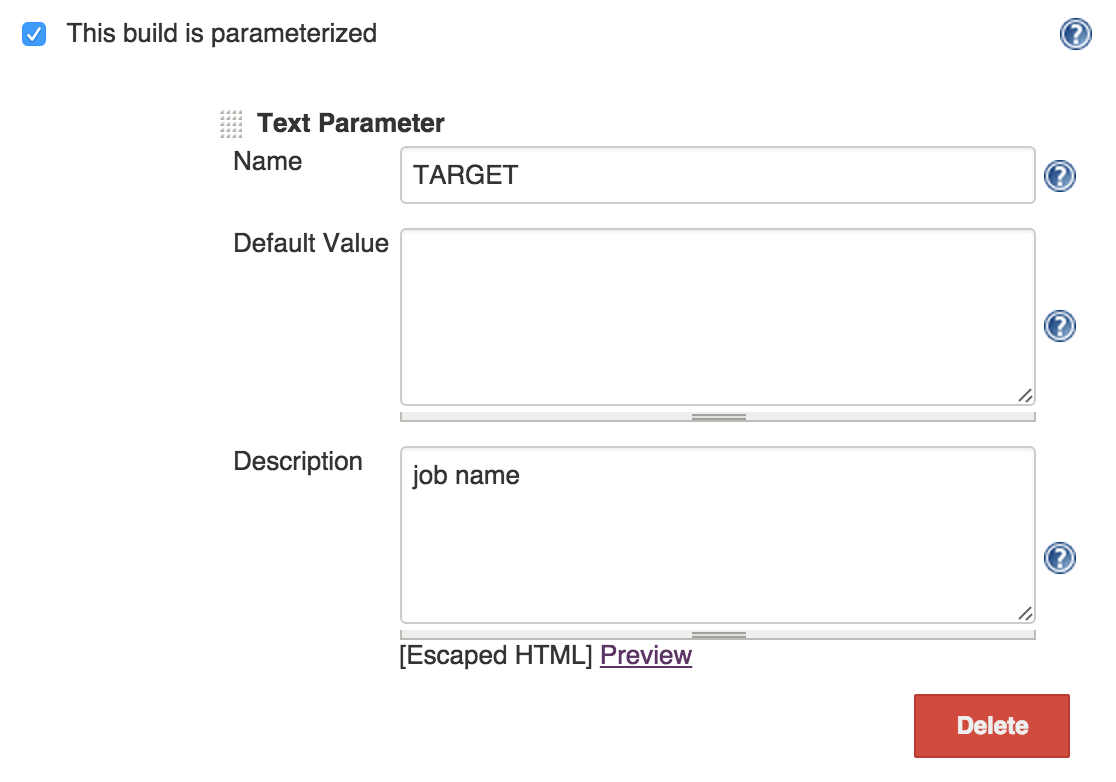 This build is parameterized
Text Parameter
Name
TARGET
Default Value
Description
job name
[Escaped HTML] Preview
Delete